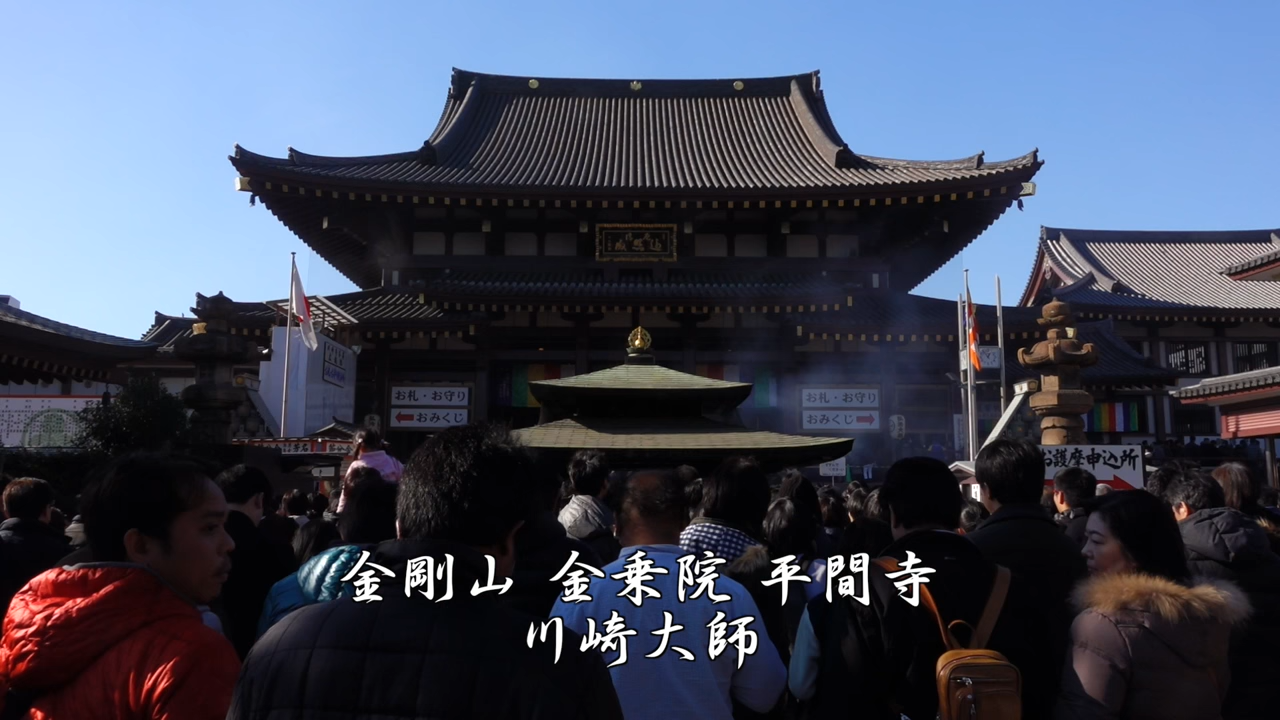 お札・お守り
おみくじ
お札・お守り
おみくじ
お護摩申込所
金剛山 金乗院 平間寺
川崎大師